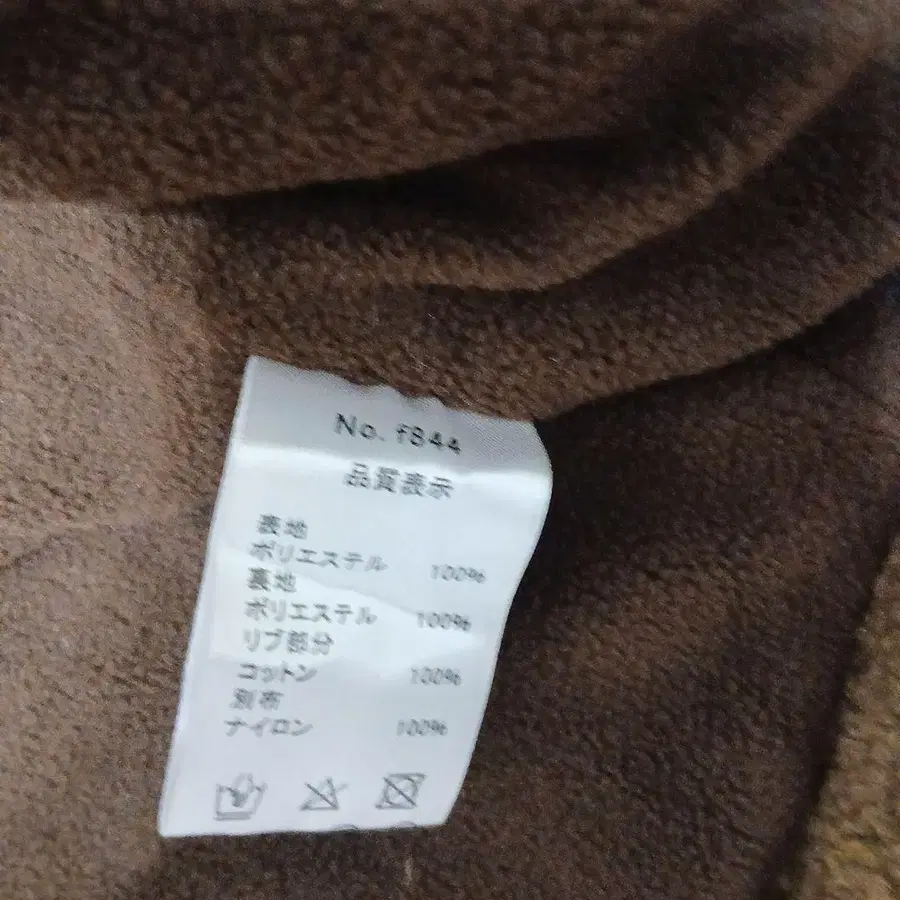 No. f844
品質表示
表地
ポリエステル 100%
裏地
ポリエステル 100%
リブ部分
コットン 100%
別布
ナイロン 100%